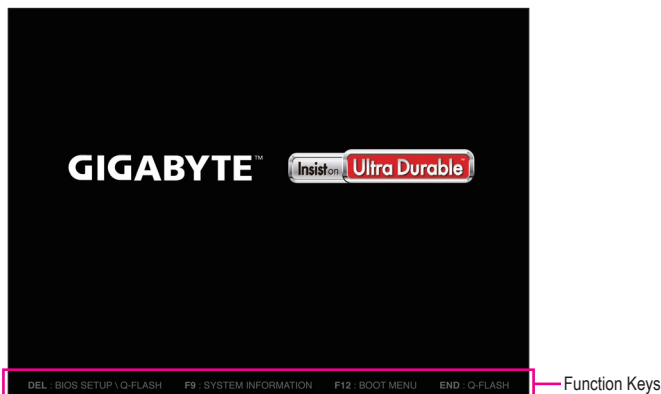 GIGABYTE™
Insist on Ultra Durable™
DEL : BIOS SETUP \ Q-FLASH F9 : SYSTEM INFORMATION F12 : BOOT MENU END : Q-FLASH
Function Keys